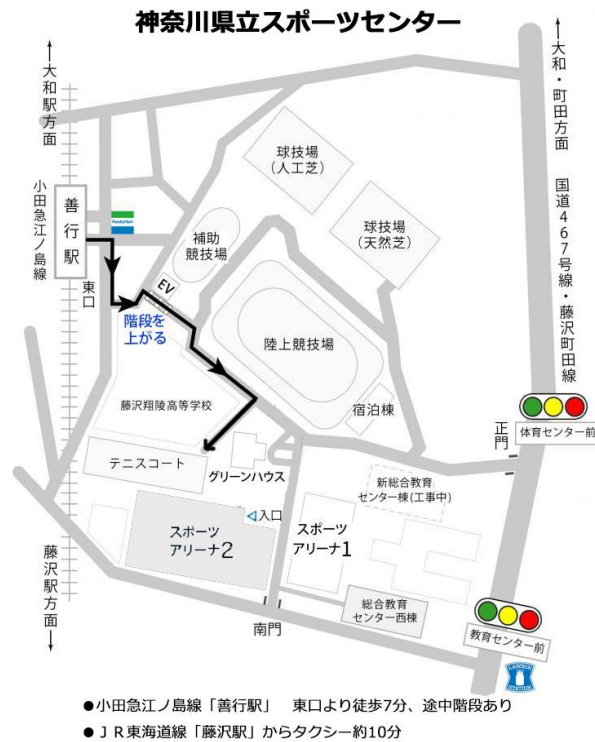 神奈川県立スポーツセンター
←大和駅方面
小田急江ノ島線
善行駅
東口
FamilyMart
階段を
上がる
EV
補助
競技場
球技場
(人工芝)
球技場
(天然芝)
陸上競技場
宿泊棟
藤沢翔陵高等学校
テニスコート
グリーンハウス
入口
スポーツ
アリーナ2
スポーツ
アリーナ1
新総合教育
センター棟(工事中)
総合教育
センター西棟
南門
正門
体育センター前
教育センター前
LAWSON
STATION
←大和・町田方面
国道467号線・藤沢町田線
藤沢駅方面→
●小田急江ノ島線「善行駅」 東口より徒歩7分、途中階段あり
●JR東海道線「藤沢駅」からタクシー約10分